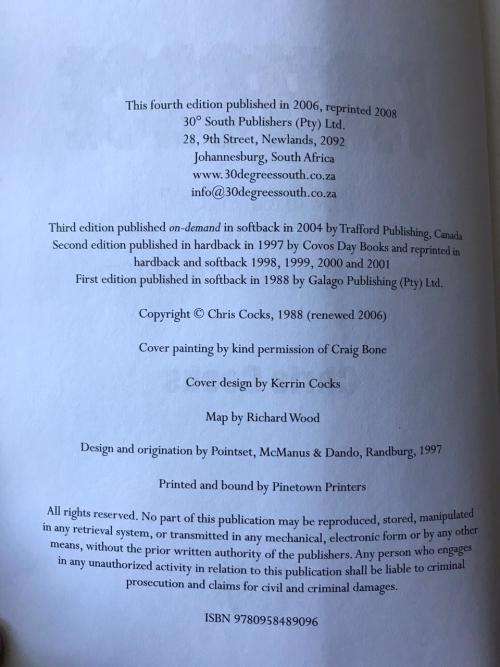 This fourth edition published in 2006, reprinted 2008
30° South Publishers (Pty) Ltd.
28, 9th Street, Newlands, 2092
Johannesburg, South Africa
www.30degreessouth.co.za
info@30degreessouth.co.za
Third edition published on-demand in softback in 2004 by Trafford Publishing, Canada
Second edition published in hardback in 1997 by Covos Day Books and reprinted in
hardback and softback 1998, 1999, 2000 and 2001
First edition published in softback in 1988 by Galago Publishing (Pty) Ltd.
Copyright © Chris Cocks, 1988 (renewed 2006)
Cover painting by kind permission of Craig Bone
Cover design by Kerrin Cocks
Map by Richard Wood
Design and origination by Pointset, McManus & Dando, Randburg, 1997
Printed and bound by Pinetown Printers
All rights reserved. No part of this publication may be reproduced, stored, manipulated
in any retrieval system, or transmitted in any mechanical, electronic form or by any other
means, without the prior written authority of the publishers. Any person who engages
in any unauthorized activity in relation to this publication shall be liable to criminal
prosecution and claims for civil and criminal damages.
ISBN 9780958489096